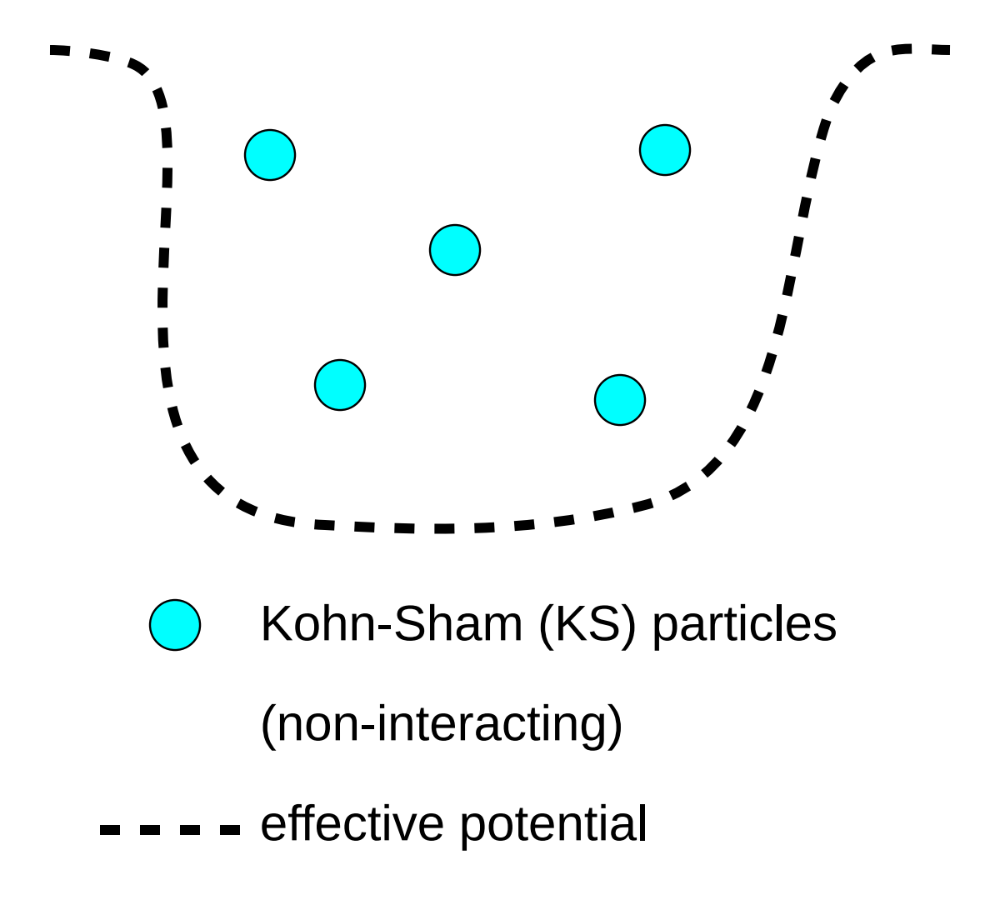 Kohn-Sham (KS) particles
(non-interacting)
effective potential